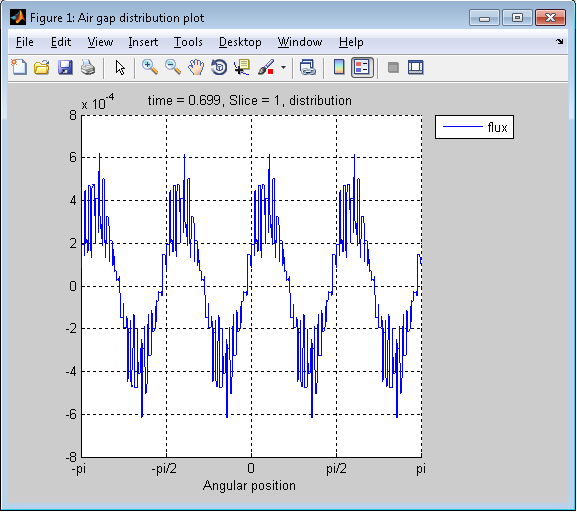 Figure 1: Air gap distribution plot
File Edit View Insert Tools Desktop Window Help
x 10-4
time = 0.699, Slice = 1, distribution
flux
8
6
4
2
0
-2
-4
-6
-8
-pi -pi/2 0 pi/2 pi
Angular position